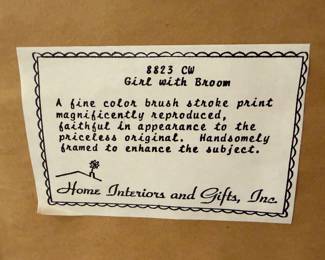 8823 CW
Girl with Broom
A fine color brush stroke print
magnificently reproduced,
faithful in appearance to the
priceless original. Handsomely
framed to enhance the subject.
Home Interiors and Gifts, Inc.